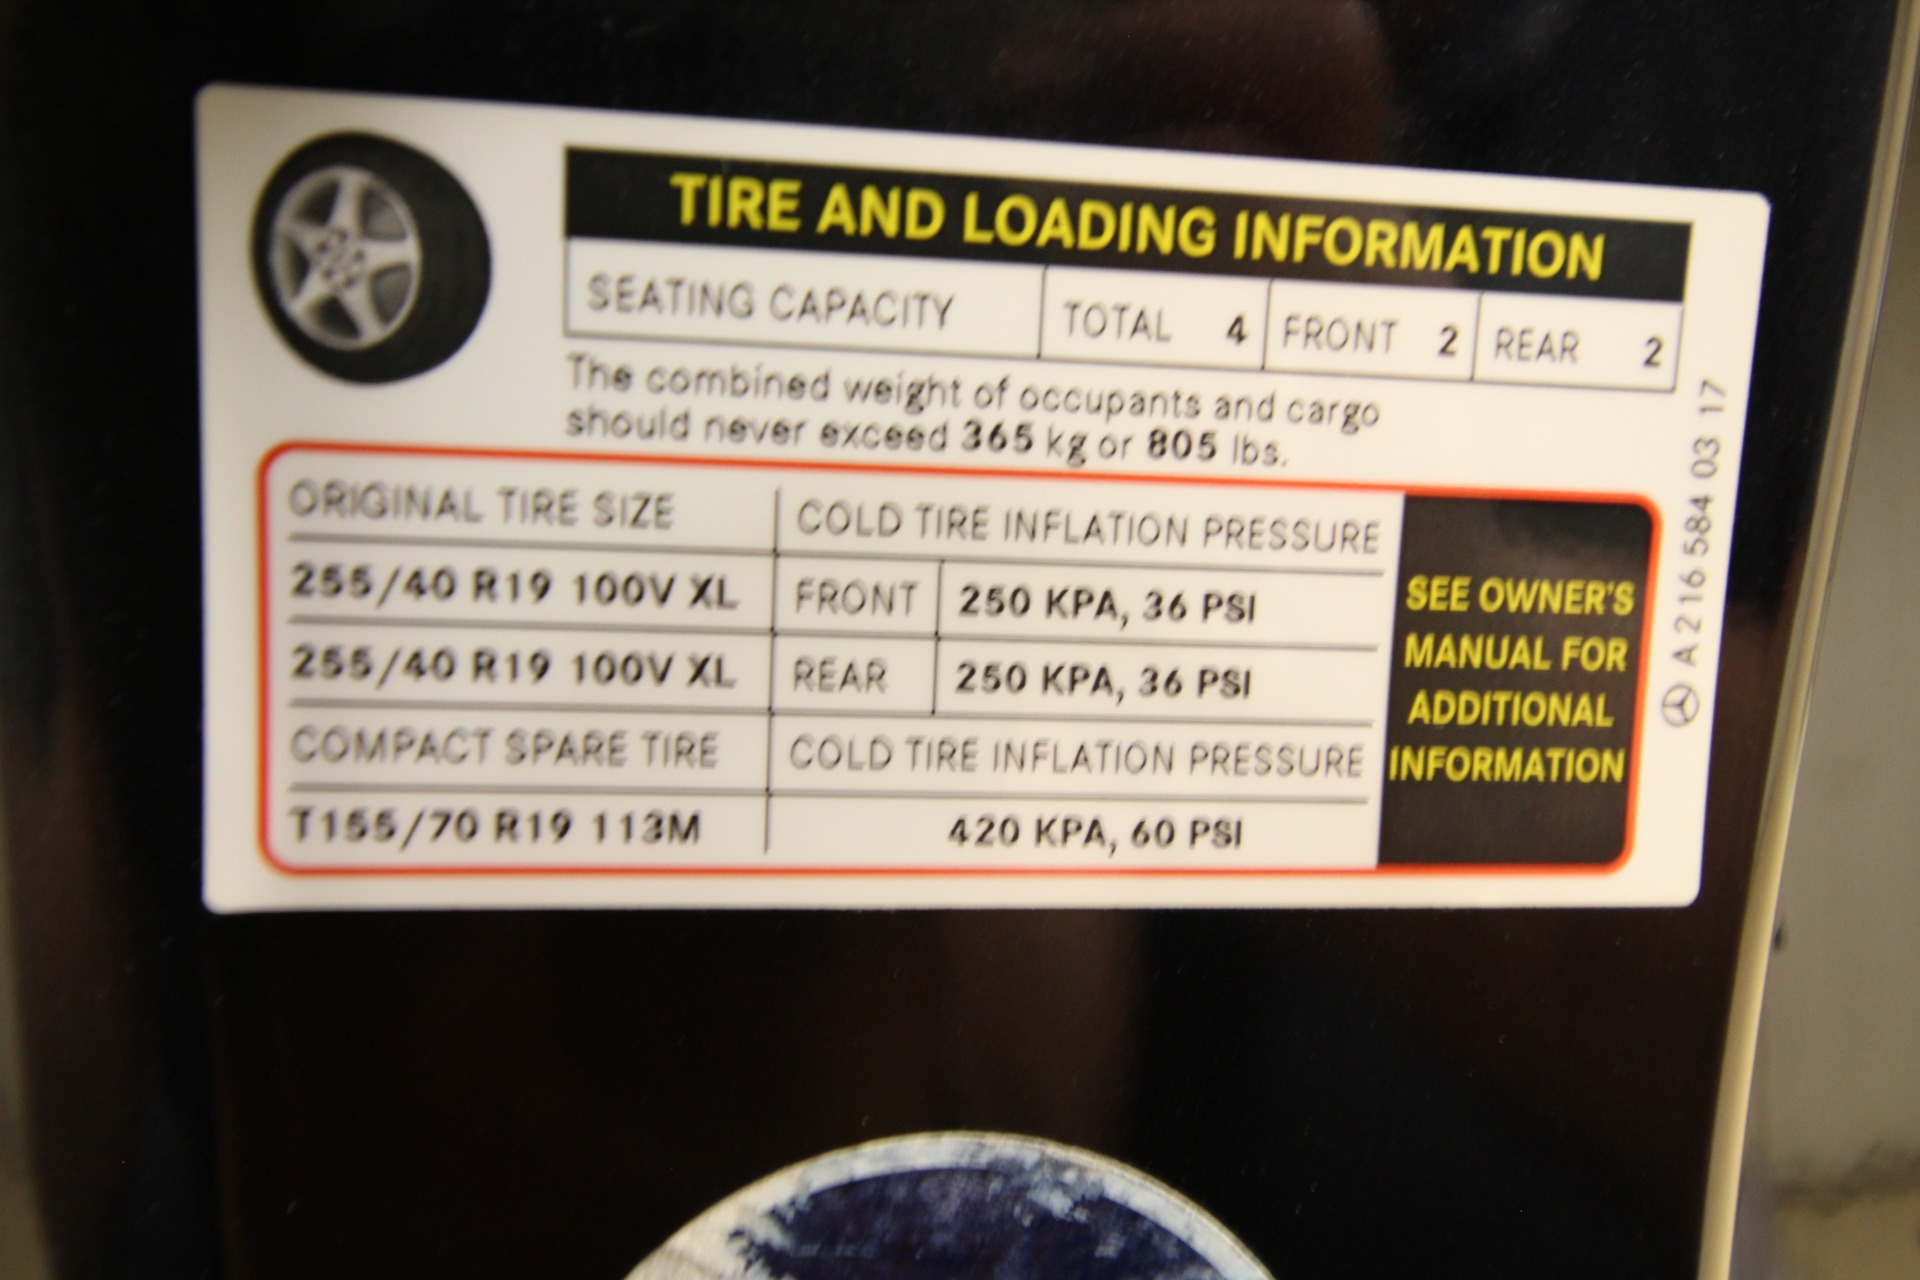 TIRE AND LOADING INFORMATION
SEATING CAPACITY TOTAL 4 FRONT 2 REAR 2
The combined weight of occupants and cargo
should never exceed 365 kg or 805 lbs.
ORIGINAL TIRE SIZE COLD TIRE INFLATION PRESSURE
255/40 R19 100V XL FRONT 250 KPA, 36 PSI
255/40 R19 100V XL REAR 250 KPA, 36 PSI
COMPACT SPARE TIRE COLD TIRE INFLATION PRESSURE
T155/70 R19 113M 420 KPA, 60 PSI
SEE OWNER'S
MANUAL FOR
ADDITIONAL
INFORMATION
A 216 584 03 17